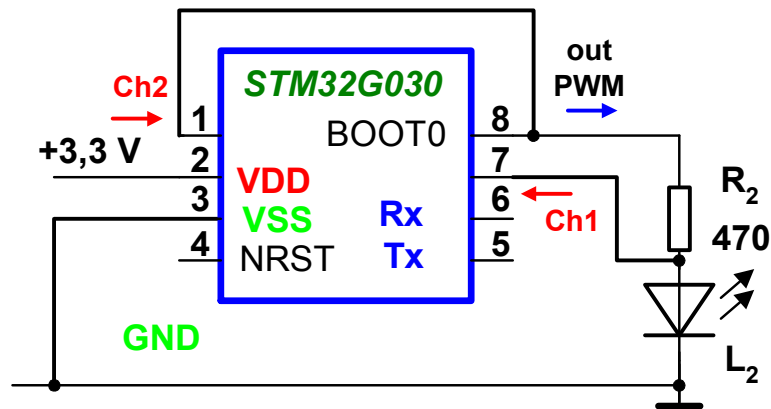 out
PWM
Ch2
STM32G030
1
BOOT0
8
+3,3 V
2
VDD
7
3
VSS
Rx
6
Ch1
R2
470
4
NRST
Tx
5
GND
L2